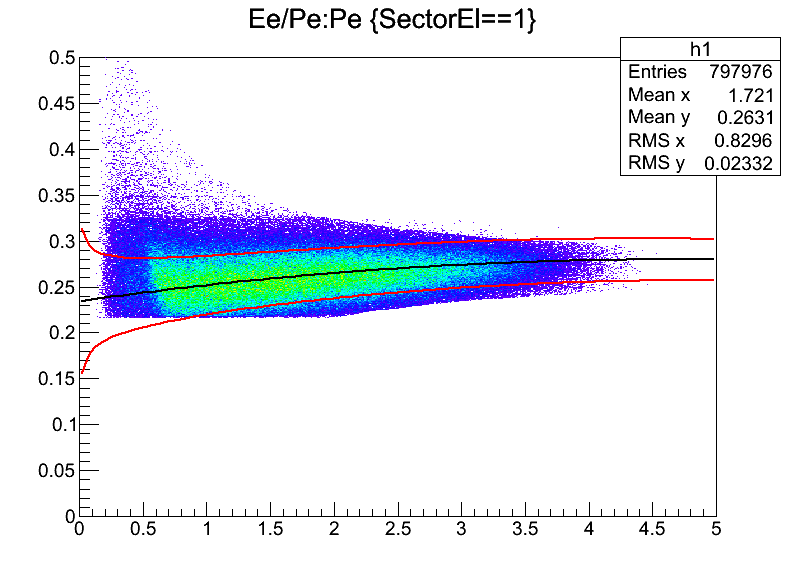 Ee/Pe:Pe {SectorEl==1}
h1
Entries 797976
Mean x 1.721
Mean y 0.2631
RMS x 0.8296
RMS y 0.02332
0.5
0.45
0.4
0.35
0.3
0.25
0.2
0.15
0.1
0.05
0
0 0.5 1 1.5 2 2.5 3 3.5 4 4.5 5